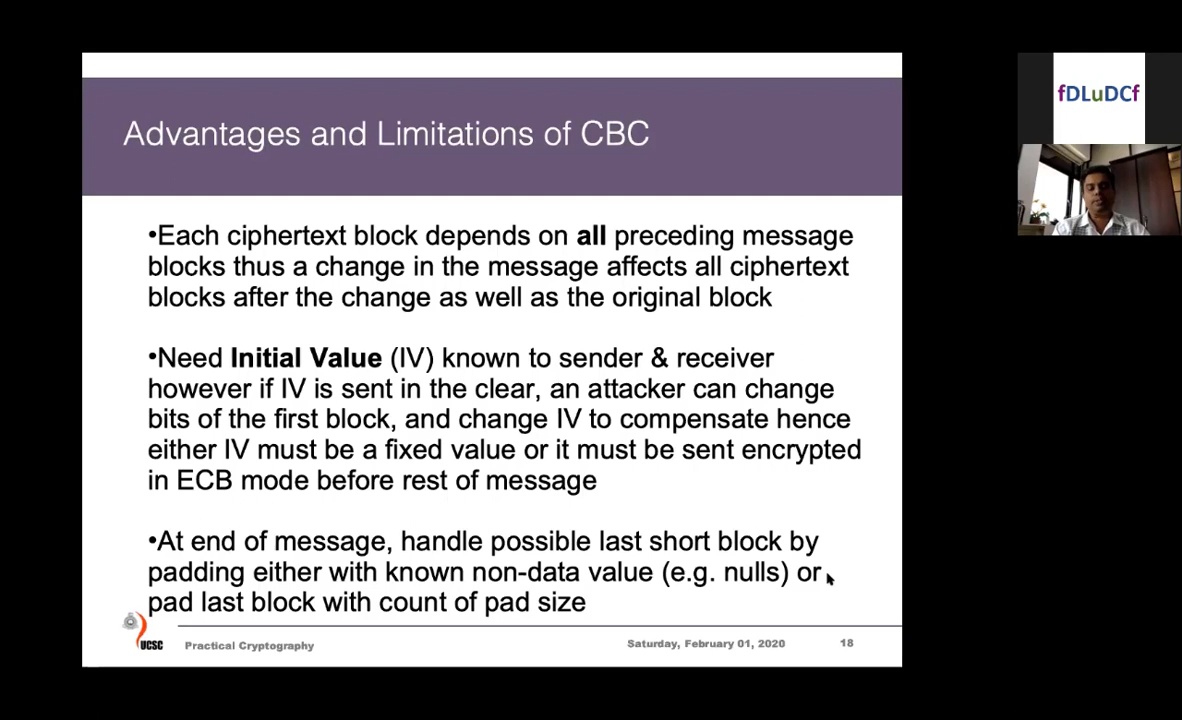 Advantages and Limitations of CBC
•Each ciphertext block depends on all preceding message
blocks thus a change in the message affects all ciphertext
blocks after the change as well as the original block
•Need Initial Value (IV) known to sender & receiver
however if IV is sent in the clear, an attacker can change
bits of the first block, and change IV to compensate hence
either IV must be a fixed value or it must be sent encrypted
in ECB mode before rest of message
•At end of message, handle possible last short block by
padding either with known non-data value (e.g. nulls) or
pad last block with count of pad size
UCSC
Practical Cryptography
Saturday, February 01, 2020
18
fDLuDCf